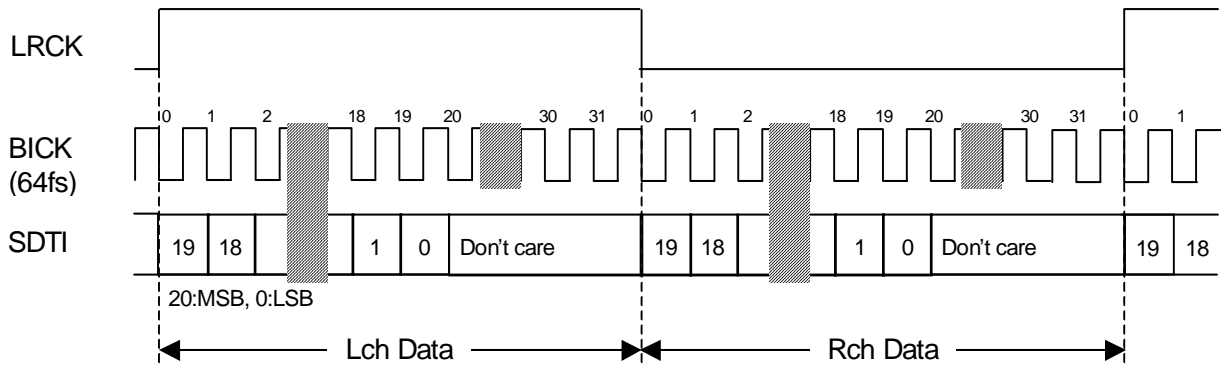 LRCK
0 1 2 18 19 20 30 31 0 1 2 18 19 20 30 31 0 1
BICK
(64fs)
SDTI 19 18 1 0 Don't care 19 18 1 0 Don't care 19 18
20:MSB, 0:LSB
Lch Data Rch Data